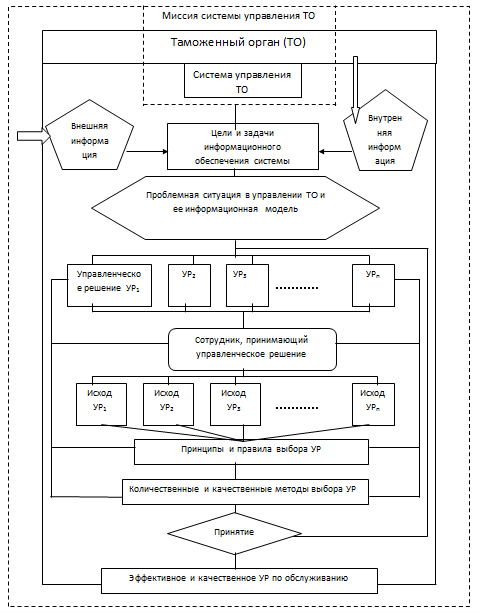 Миссия системы управления ТО
Таможенный орган (ТО)
Система управления
ТО
Внешняя
информа
ция
Цели и задачи
информационного
обеспечения системы
Внутрен
няя
информ
ация
Проблемная ситуация в управлении ТО и
ее информационная модель
Управленческо
е решение УР₁
УР₂
УР₃
...........
УРₙ
Сотрудник, принимающий
управленческое решение
Исход
УР₁
Исход
УР₂
Исход
УР₃
...........
Исход
УРₙ
Принципы и правила выбора УР
Количественные и качественные методы выбора УР
Принятие
Эффективное и качественное УР по обслуживанию